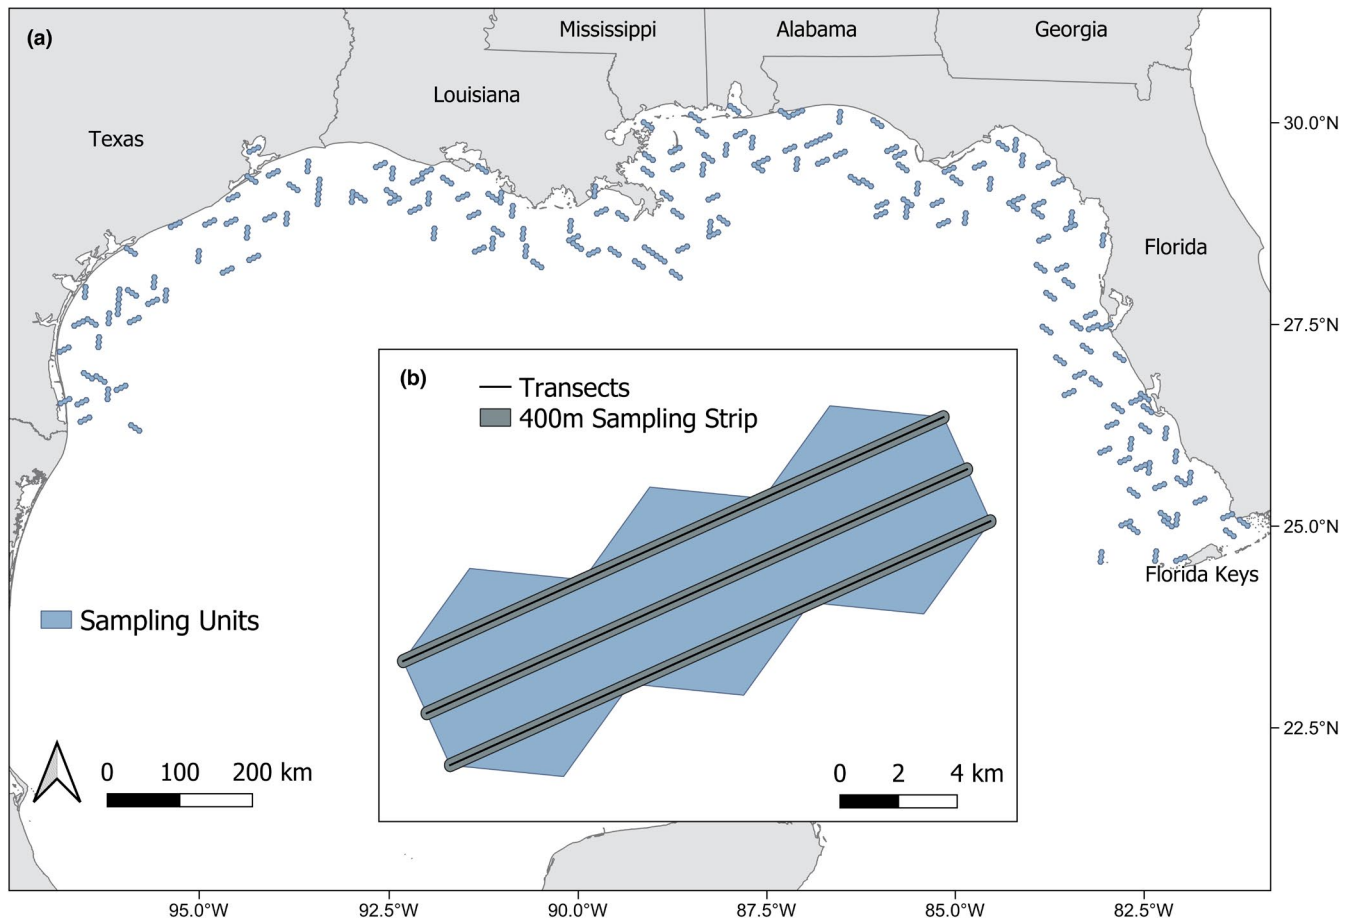 (a)
Mississippi
Alabama
Georgia
Louisiana
Texas
30.0°N
Florida
27.5°N
(b)
Transects
400m Sampling Strip
25.0°N
Florida Keys
Sampling Units
22.5°N
0 100 200 km
0 2 4 km
95.0°W 92.5°W 90.0°W 87.5°W 85.0°W 82.5°W